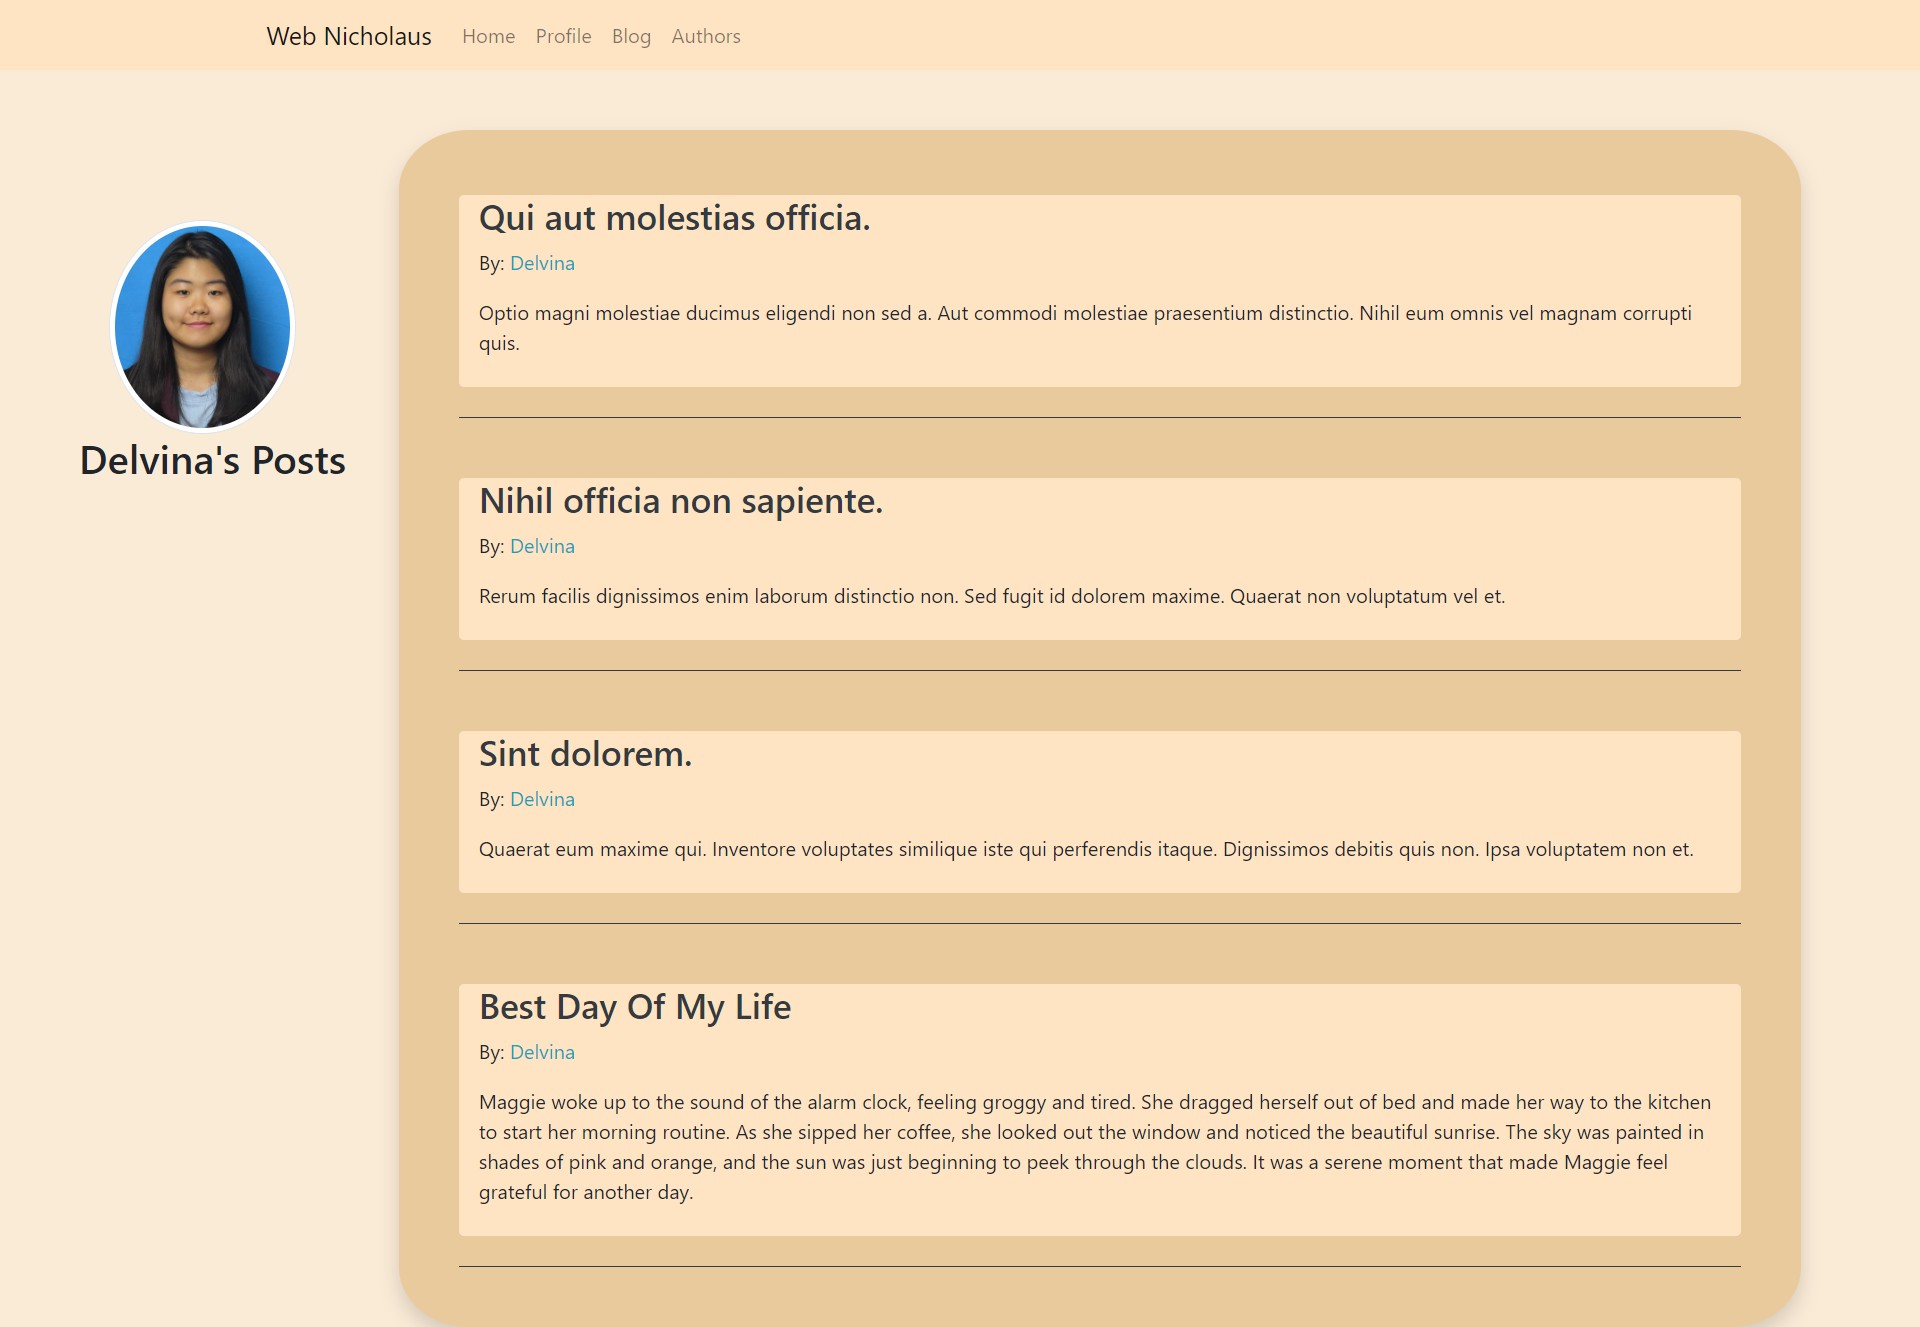 Web Nicholaus Home Profile Blog Authors
Delvina's Posts
Qui aut molestias officia.
By: Delvina
Optio magni molestiae ducimus eligendi non sed a. Aut commodi molestiae praesentium distinctio. Nihil eum omnis vel magnam corrupti
quis.
Nihil officia non sapiente.
By: Delvina
Rerum facilis dignissimos enim laborum distinctio non. Sed fugit id dolorem maxime. Quaerat non voluptatum vel et.
Sint dolorem.
By: Delvina
Quaerat eum maxime qui. Inventore voluptates similique iste qui perferendis itaque. Dignissimos debitis quis non. Ipsa voluptatem non et.
Best Day Of My Life
By: Delvina
Maggie woke up to the sound of the alarm clock, feeling groggy and tired. She dragged herself out of bed and made her way to the kitchen
to start her morning routine. As she sipped her coffee, she looked out the window and noticed the beautiful sunrise. The sky was painted in
shades of pink and orange, and the sun was just beginning to peek through the clouds. It was a serene moment that made Maggie feel
grateful for another day.